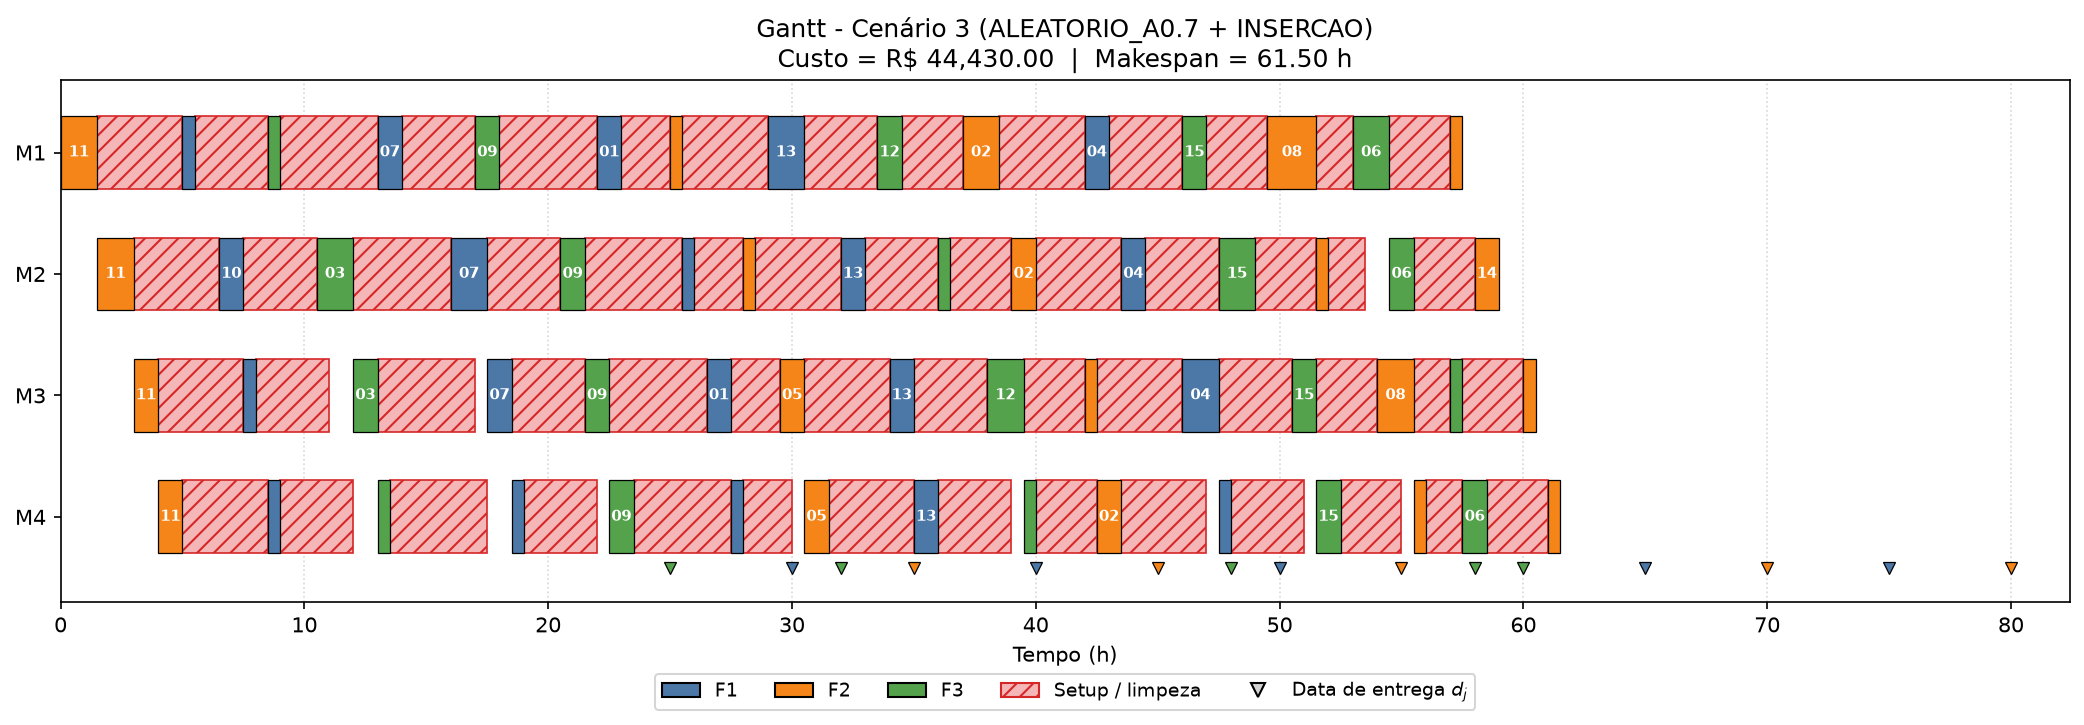 Gantt - Cenário 3 (ALEATORIO_A0.7 + INSERCAO)
Custo = R$ 44,430.00 | Makespan = 61.50 h
M1 11 07 09 01 13 12 02 04 15 08 06
M2 11 10 03 07 09 13 02 04 15 06 14
M3 11 03 07 09 01 05 13 12 04 15 08
M4 11 09 05 13 02 15 06
0 10 20 30 40 50 60 70 80
Tempo (h)
F1 F2 F3 Setup / limpeza Data de entrega dj